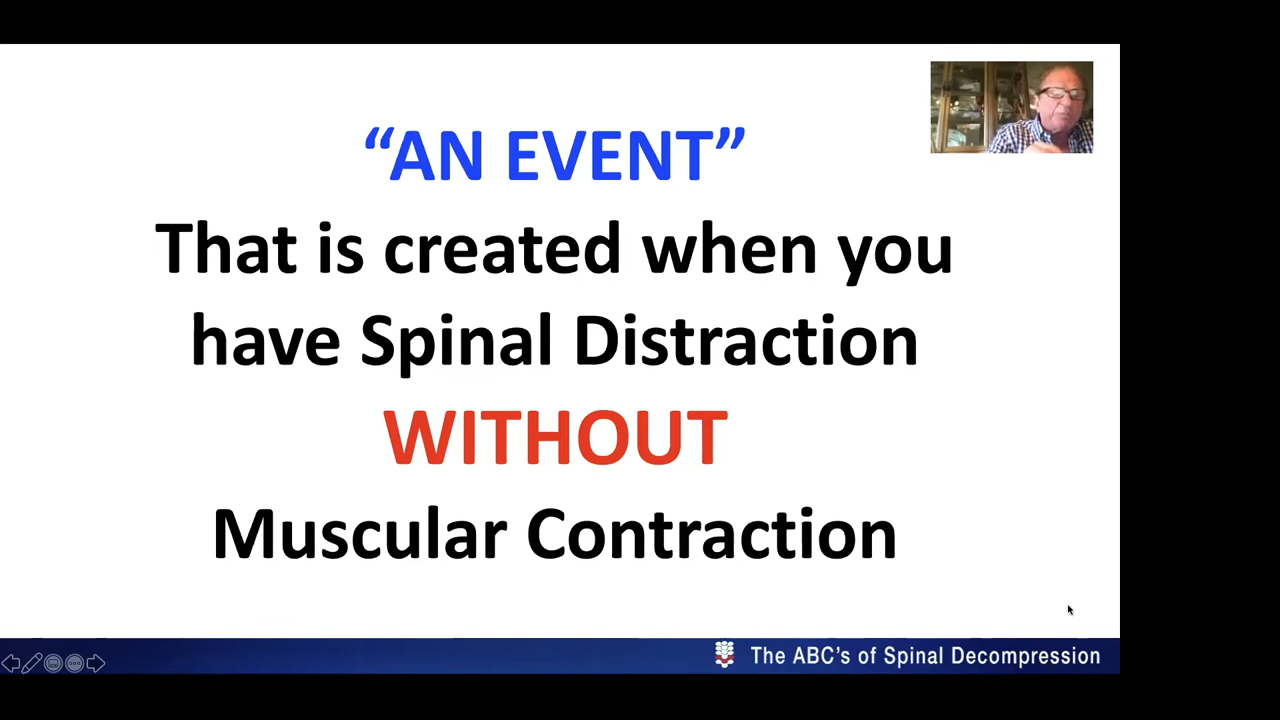 “AN EVENT”
That is created when you
have Spinal Distraction
WITHOUT
Muscular Contraction
The ABC’s of Spinal Decompression